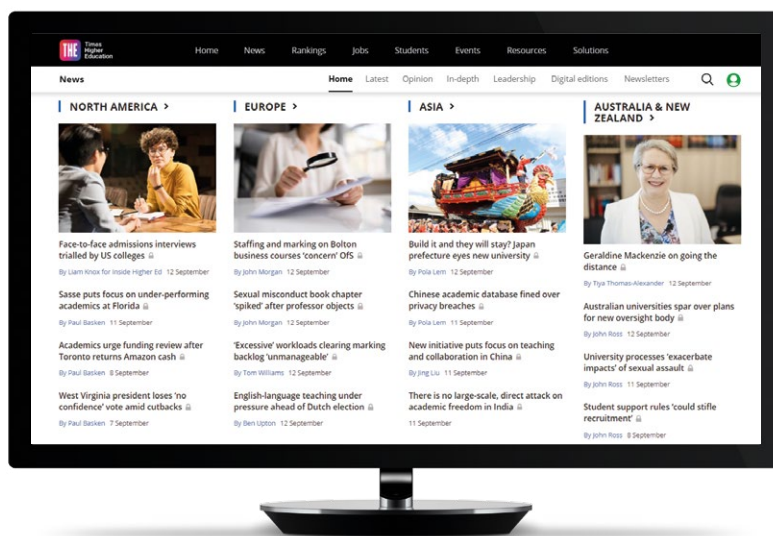 THE
Times
Higher
Education
Home News Rankings Jobs Students Events Resources Solutions
News
Home Latest Opinion In-depth Leadership Digital editions Newsletters
NORTH AMERICA >
Face-to-face admissions interviews
trialled by US colleges
By Liam Knox for Inside Higher Ed 12 September
Sasse puts focus on under-performing
academics at Florida
By Paul Basken 11 September
Academics urge funding review after
Toronto returns Amazon cash
By Paul Basken 8 September
West Virginia president loses ‘no
confidence’ vote amid cutbacks
By Paul Basken 7 September
EUROPE >
Staffing and marking on Bolton
business courses ‘concern’ OfS
By John Morgan 12 September
Sexual misconduct book chapter
‘spiked’ after professor objects
By John Morgan 12 September
‘Excessive’ workloads clearing marking
backlog ‘unmanageable’
By Tom Williams 12 September
English-language teaching under
pressure ahead of Dutch election
By Ben Upton 12 September
ASIA >
Build it and they will stay? Japan
prefecture eyes new university
By Pola Lem 12 September
Chinese academic database fined over
privacy breaches
By Pola Lem 11 September
New initiative puts focus on teaching
and collaboration in China
By Jing Liu 11 September
There is no large-scale, direct attack on
academic freedom in India
11 September
AUSTRALIA & NEW
ZEALAND >
Geraldine Mackenzie on going the
distance
By Tiya Thomas-Alexander 12 September
Australian universities spar over plans
for new oversight body
By John Ross 12 September
University processes ‘exacerbate
impacts’ of sexual assault
By John Ross 11 September
Student support rules ‘could stifle
recruitment’
By John Ross 8 September